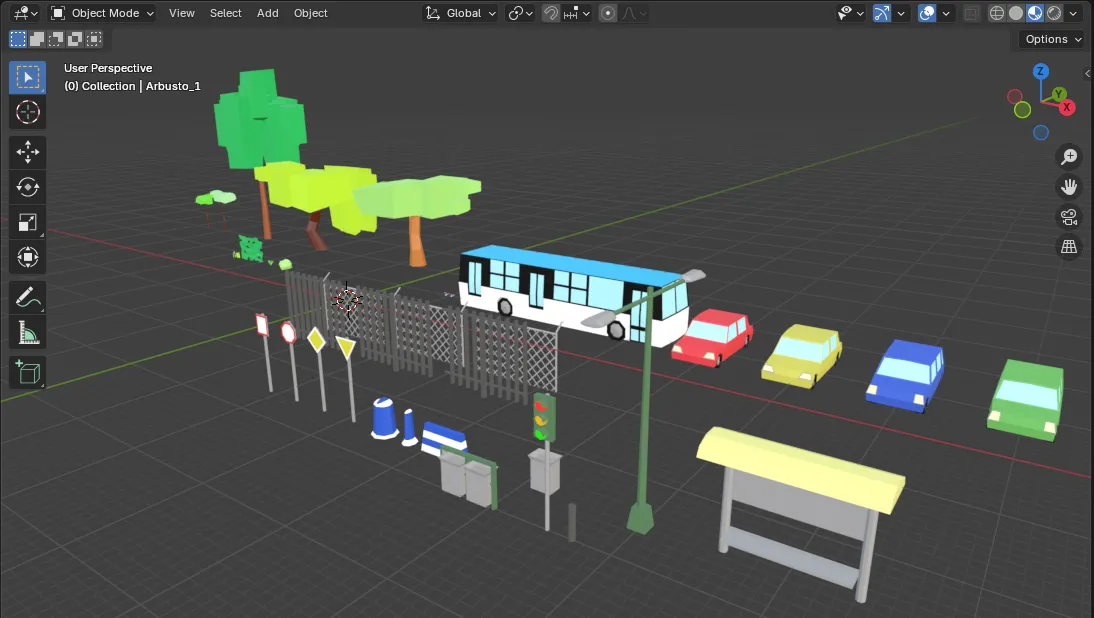 Object Mode View Select Add Object Global
Options
User Perspective
(0) Collection | Arbusto_1
Z
Y
X